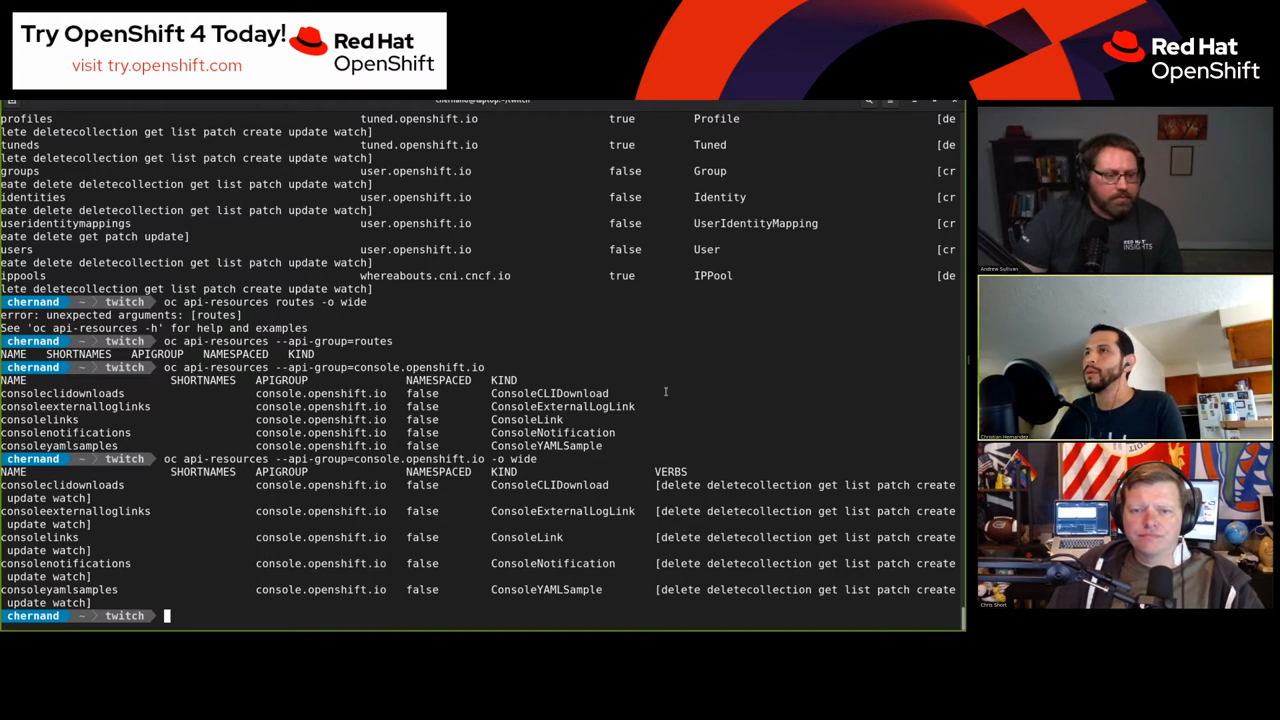 Try OpenShift 4 Today!
visit try.openshift.com
Red Hat
OpenShift
Red Hat
OpenShift
chernand@laptop:~/twitch
profiles tuned.openshift.io true Profile [de
lete deletecollection get list patch create update watch]
tuneds tuned.openshift.io true Tuned [de
lete deletecollection get list patch create update watch]
groups user.openshift.io false Group [cr
eate delete deletecollection get list patch update watch]
identities user.openshift.io false Identity [cr
eate delete deletecollection get list patch update watch]
useridentitymappings user.openshift.io false UserIdentityMapping [cr
eate delete get patch update]
users user.openshift.io false User [cr
eate delete deletecollection get list patch update watch]
ippools whereabouts.cni.cncf.io true IPPool [de
lete deletecollection get list patch create update watch]
chernand ~ twitch oc api-resources routes -o wide
error: unexpected arguments: [routes]
See 'oc api-resources -h' for help and examples
chernand ~ twitch oc api-resources --api-group=routes
NAME SHORTNAMES APIGROUP NAMESPACED KIND
chernand ~ twitch oc api-resources --api-group=console.openshift.io
NAME SHORTNAMES APIGROUP NAMESPACED KIND
consoleclidownloads console.openshift.io false ConsoleCLIDownload
consoleexternalloglinks console.openshift.io false ConsoleExternalLogLink
consolelinks console.openshift.io false ConsoleLink
consolenotifications console.openshift.io false ConsoleNotification
consoleyamlsamples console.openshift.io false ConsoleYAMLSample
chernand ~ twitch oc api-resources --api-group=console.openshift.io -o wide
NAME SHORTNAMES APIGROUP NAMESPACED KIND VERBS
consoleclidownloads console.openshift.io false ConsoleCLIDownload [delete deletecollection get list patch create
update watch]
consoleexternalloglinks console.openshift.io false ConsoleExternalLogLink [delete deletecollection get list patch create
update watch]
consolelinks console.openshift.io false ConsoleLink [delete deletecollection get list patch create
update watch]
consolenotifications console.openshift.io false ConsoleNotification [delete deletecollection get list patch create
update watch]
consoleyamlsamples console.openshift.io false ConsoleYAMLSample [delete deletecollection get list patch create
update watch]
chernand ~ twitch
RED HAT
INSIGHTS
Andrew Sullivan
Christian Hernandez
Chris Short